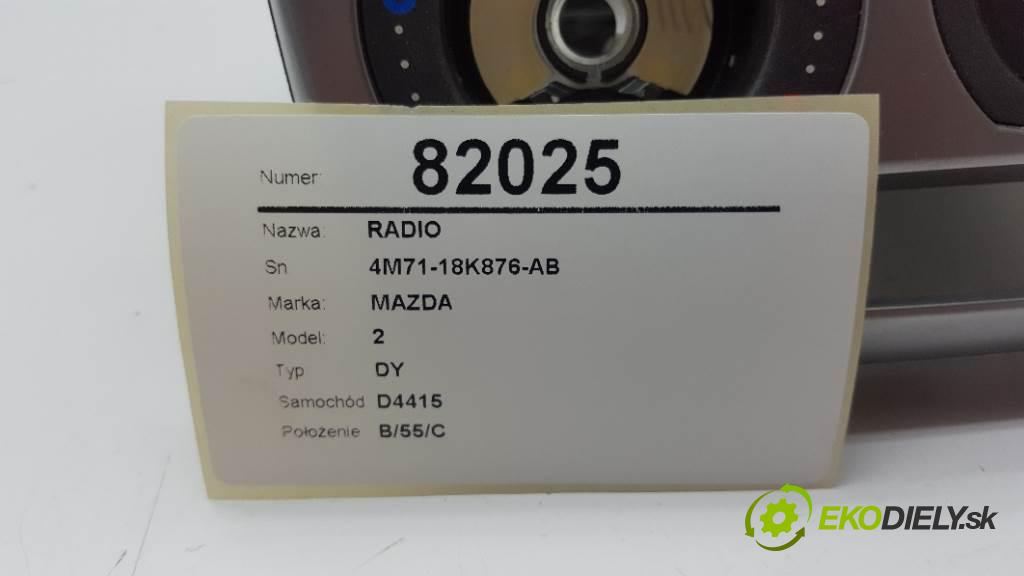 Numer: 82025
Nazwa: RADIO
Sn 4M71-18K876-AB
Marka: MAZDA
Model: 2
Typ DY
Samochód D4415
Położenie B/55/C
EKODIELY.sk